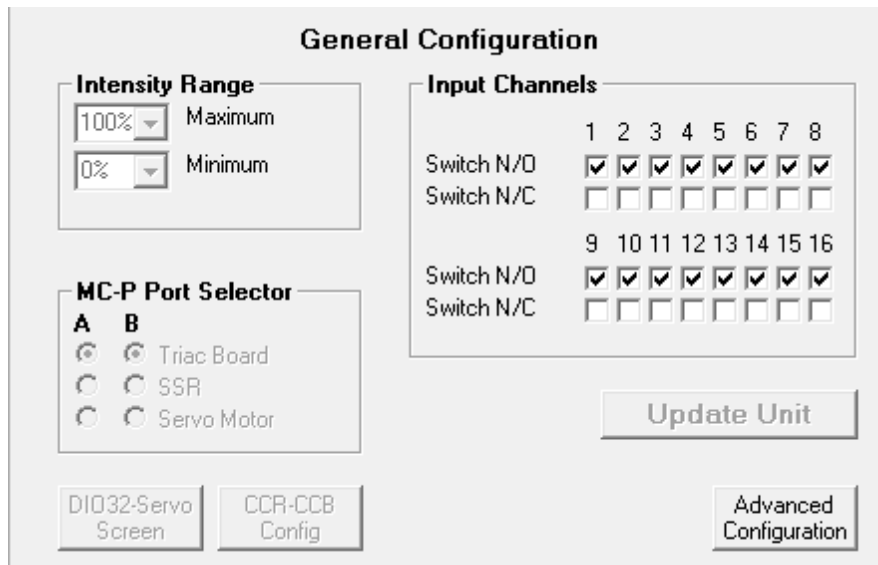 General Configuration
Intensity Range
100% Maximum
0% Minimum
Input Channels
1 2 3 4 5 6 7 8
Switch N/O
Switch N/C
9 10 11 12 13 14 15 16
Switch N/O
Switch N/C
MC-P Port Selector
A B
Triac Board
SSR
Servo Motor
Update Unit
DIO32-Servo
Screen
CCR-CCB
Config
Advanced
Configuration